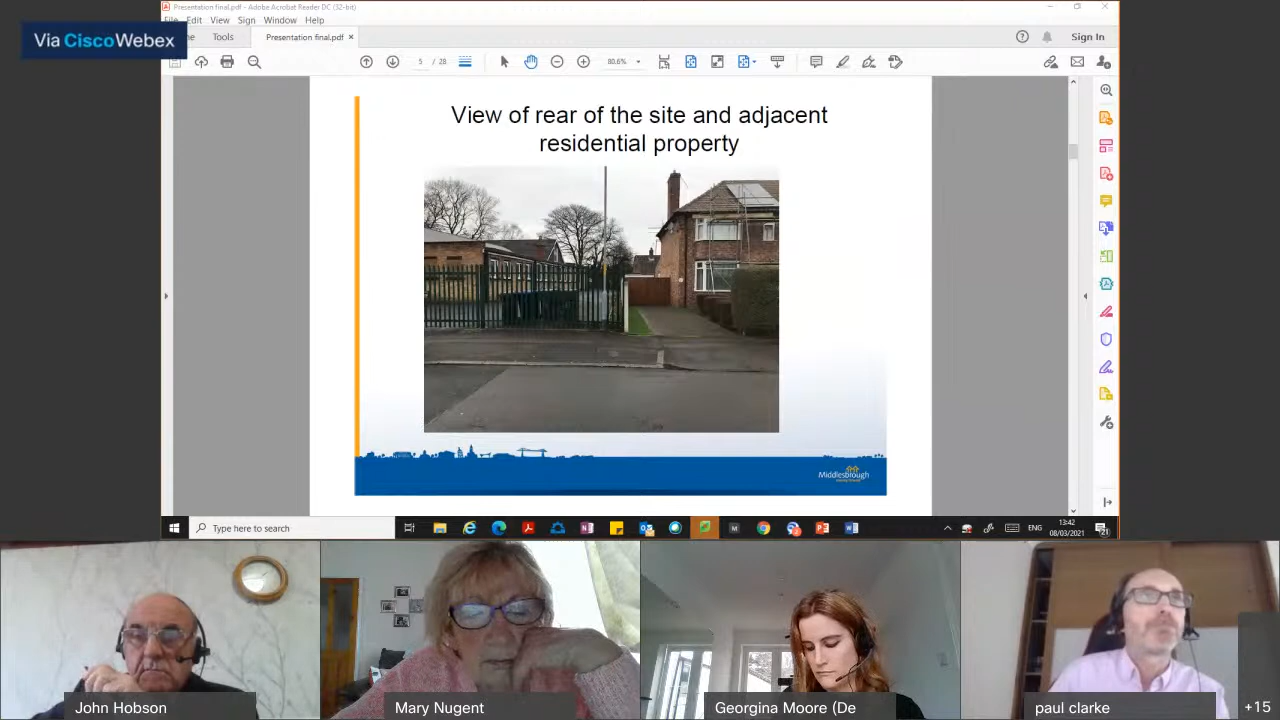 Presentation final.pdf - Adobe Acrobat Reader DC (32-bit)
File Edit View Sign Window Help
Via Cisco Webex
Tools
Presentation final.pdf ×
Sign In
5 / 28
80.6%
View of rear of the site and adjacent
residential property
Middlesbrough
Type here to search
ENG
13:42
08/03/2021
21
John Hobson
Mary Nugent
Georgina Moore (De
paul clarke
+15